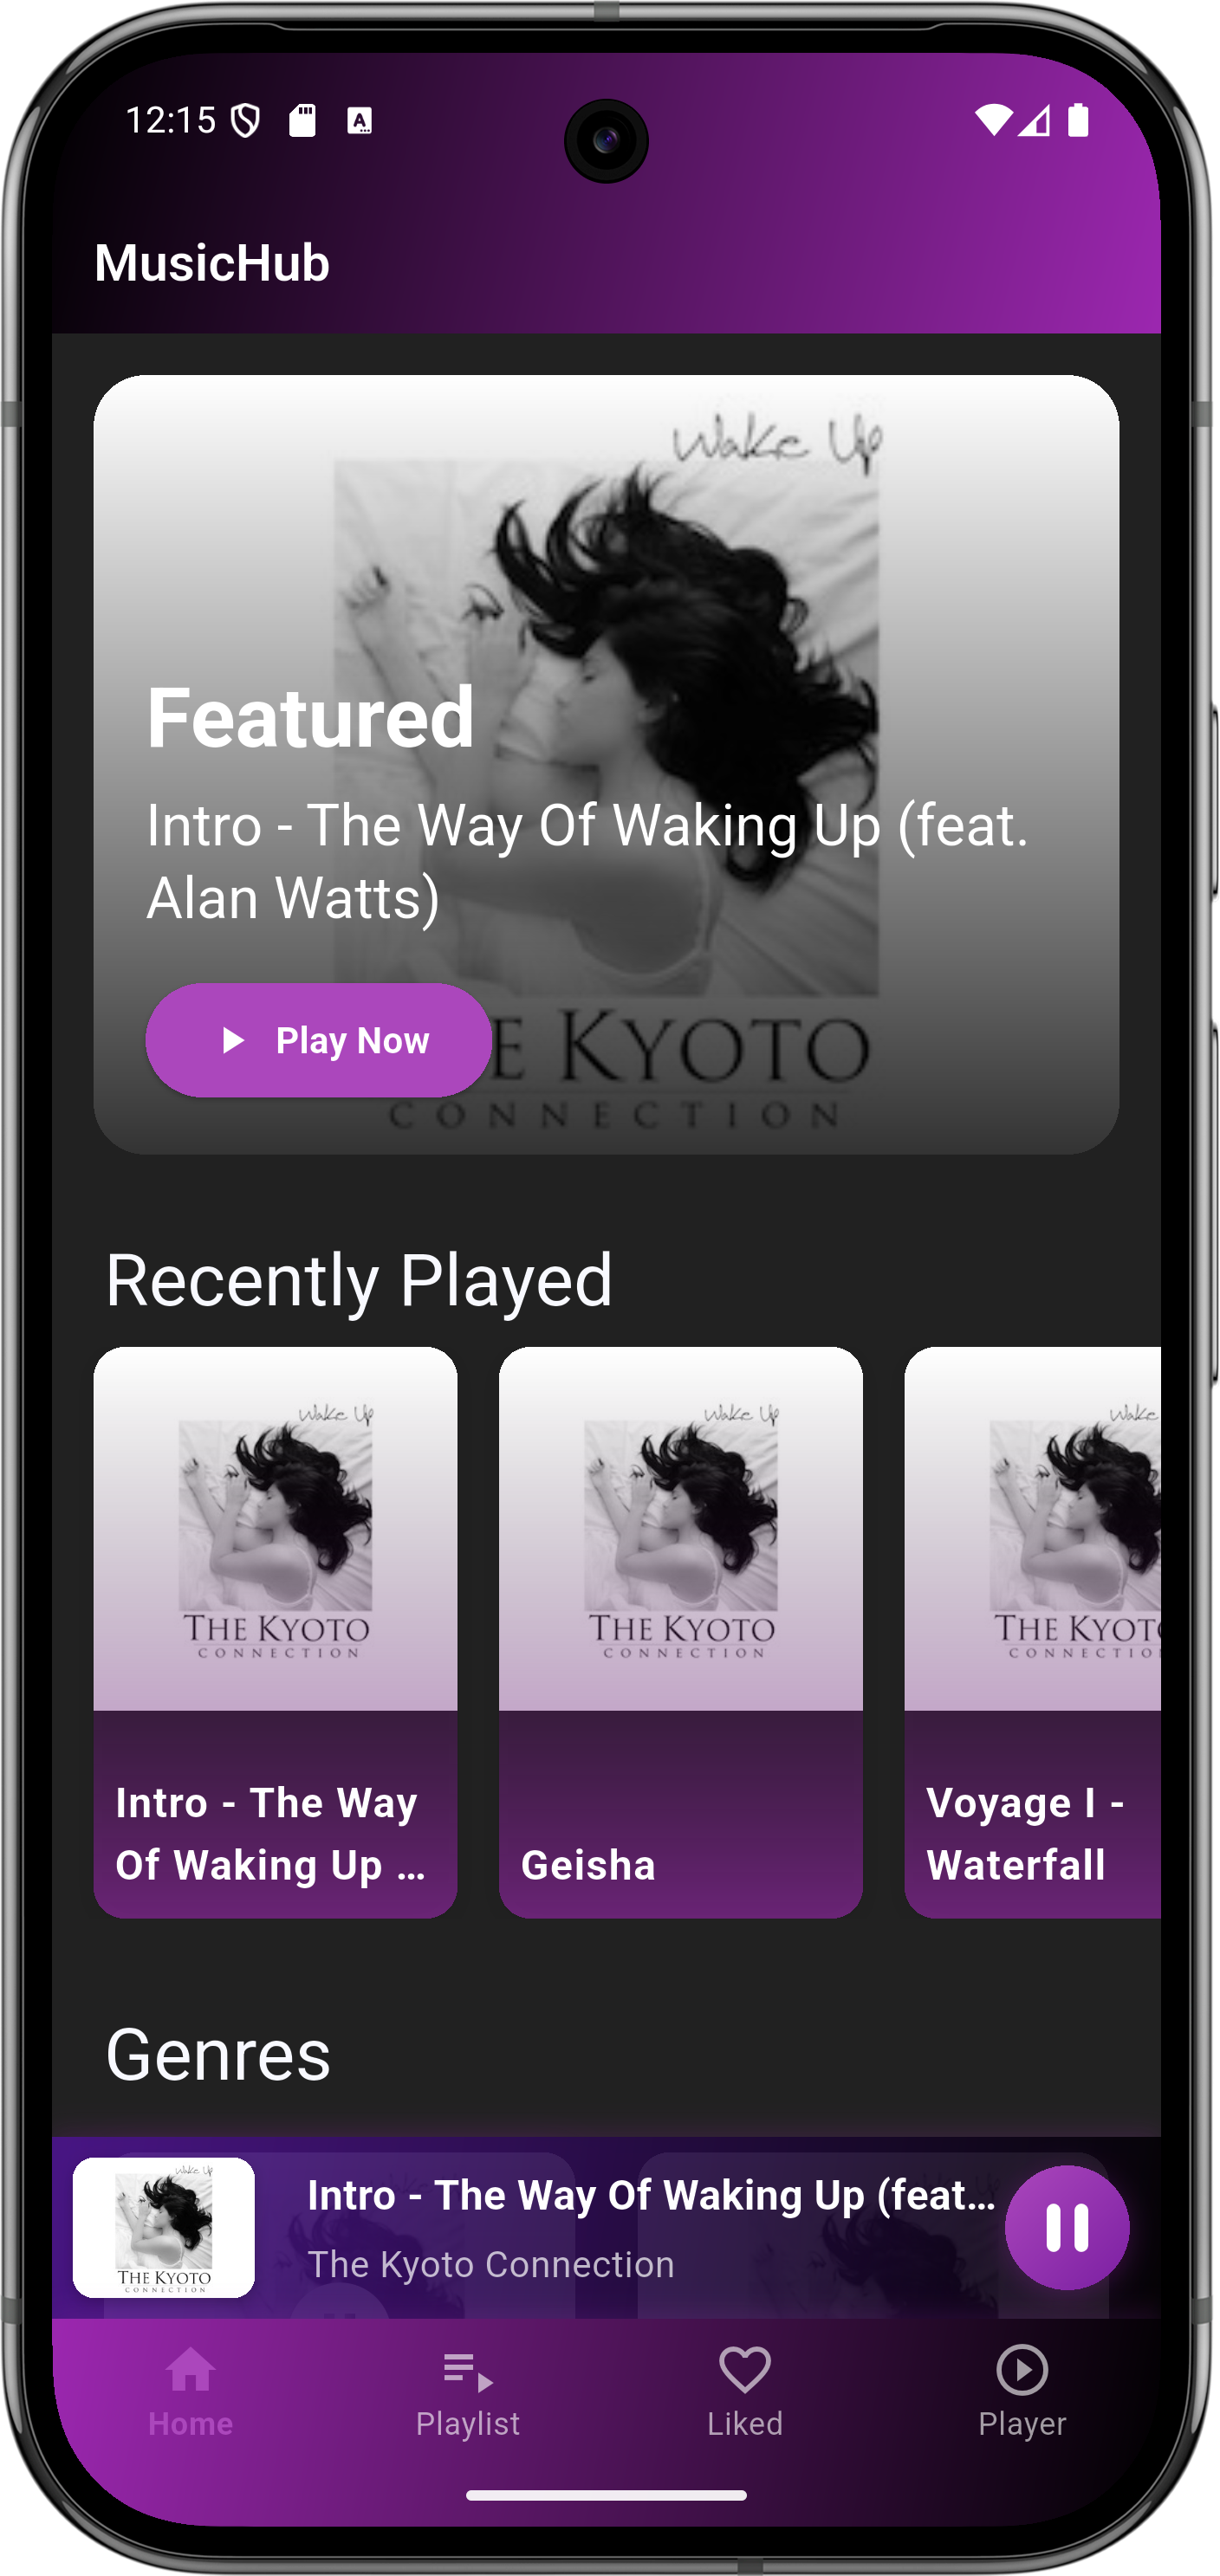 12:15
MusicHub
Wake Up
Featured
Intro - The Way Of Waking Up (feat.
Alan Watts)
Play Now
E KYOTO
CONNECTION
Recently Played
Wake Up
THE KYOTO
CONNECTION
Intro - The Way
Of Waking Up ...
Wake Up
THE KYOTO
CONNECTION
Geisha
Wake
THE KYOTO
CONNECTION
Voyage I -
Waterfall
Genres
Wake Up
THE KYOTO
CONNECTION
Intro - The Way Of Waking Up (feat...
The Kyoto Connection
Home
Playlist
Liked
Player